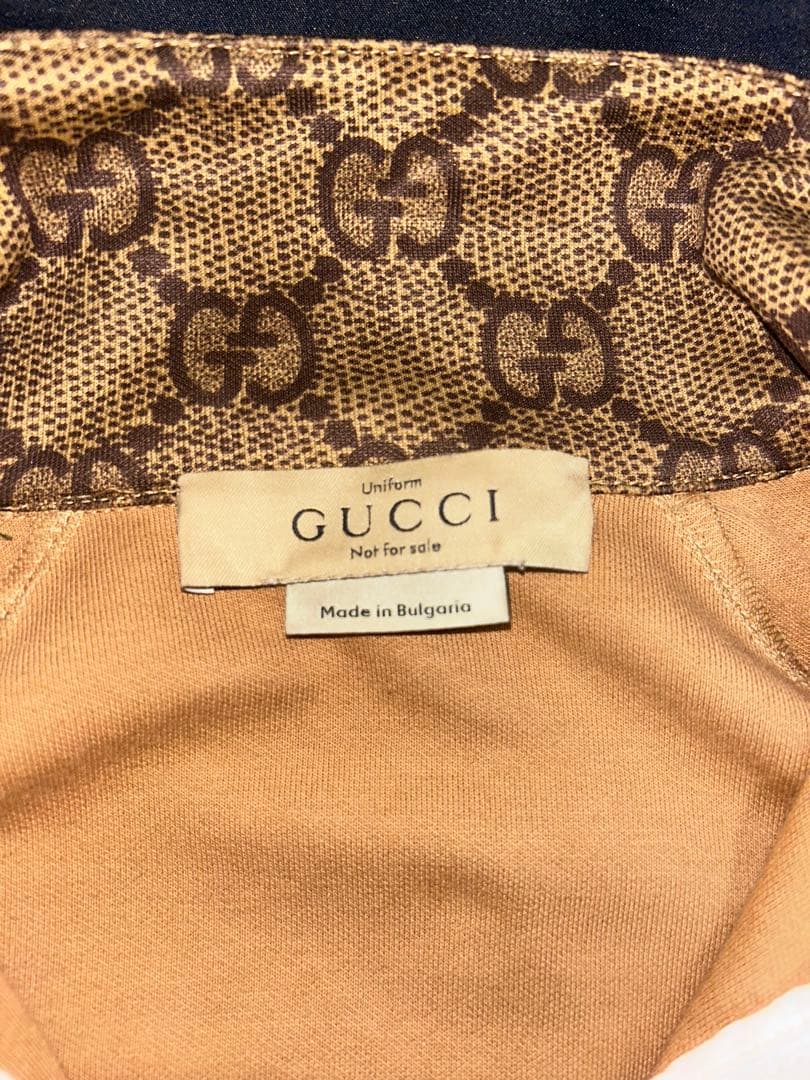 Uniform
GUCCI
Not for sale
Made in Bulgaria